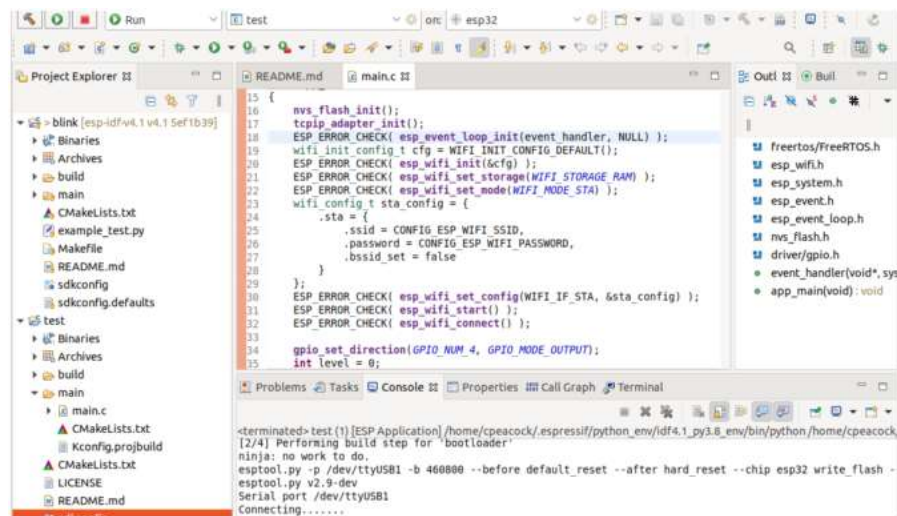 Run
test
on:
esp32
Project Explorer
> blink [esp-idf-v4.1 v4.1 5ef1b39]
Binaries
Archives
build
main
CMakeLists.txt
example_test.py
Makefile
README.md
sdkconfig
sdkconfig.defaults
test
Binaries
Archives
build
main
main.c
CMakeLists.txt
Kconfig.projbuild
CMakeLists.txt
LICENSE
README.md
README.md
main.c
15 {
16 nvs_flash_init();
17 tcpip_adapter_init();
18 ESP_ERROR_CHECK( esp_event_loop_init(event_handler, NULL) );
19 wifi_init_config_t cfg = WIFI_INIT_CONFIG_DEFAULT();
20 ESP_ERROR_CHECK( esp_wifi_init(&cfg) );
21 ESP_ERROR_CHECK( esp_wifi_set_storage(WIFI_STORAGE_RAM) );
22 ESP_ERROR_CHECK( esp_wifi_set_mode(WIFI_MODE_STA) );
23 wifi_config_t sta_config = {
24 .sta = {
25 .ssid = CONFIG_ESP_WIFI_SSID,
26 .password = CONFIG_ESP_WIFI_PASSWORD,
27 .bssid_set = false
28 }
29 };
30 ESP_ERROR_CHECK( esp_wifi_set_config(WIFI_IF_STA, &sta_config) );
31 ESP_ERROR_CHECK( esp_wifi_start() );
32 ESP_ERROR_CHECK( esp_wifi_connect() );
33
34 gpio_set_direction(GPIO_NUM_4, GPIO_MODE_OUTPUT);
35 int level = 0;
Outl
Buil
freertos/FreeRTOS.h
esp_wifi.h
esp_system.h
esp_event.h
esp_event_loop.h
nvs_flash.h
driver/gpio.h
event_handler(void*, sys
app_main(void) : void
Problems Tasks Console Properties Call Graph Terminal
<terminated> test (1) [ESP Application] /home/cpeacock/.espressif/python_env/idf4.1_py3.8_env/bin/python /home/cpeacock/
[2/4] Performing build step for 'bootloader'
ninja: no work to do.
esptool.py -p /dev/ttyUSB1 -b 460800 --before default_reset --after hard_reset --chip esp32 write_flash -
esptool.py v2.9-dev
Serial port /dev/ttyUSB1
Connecting.......